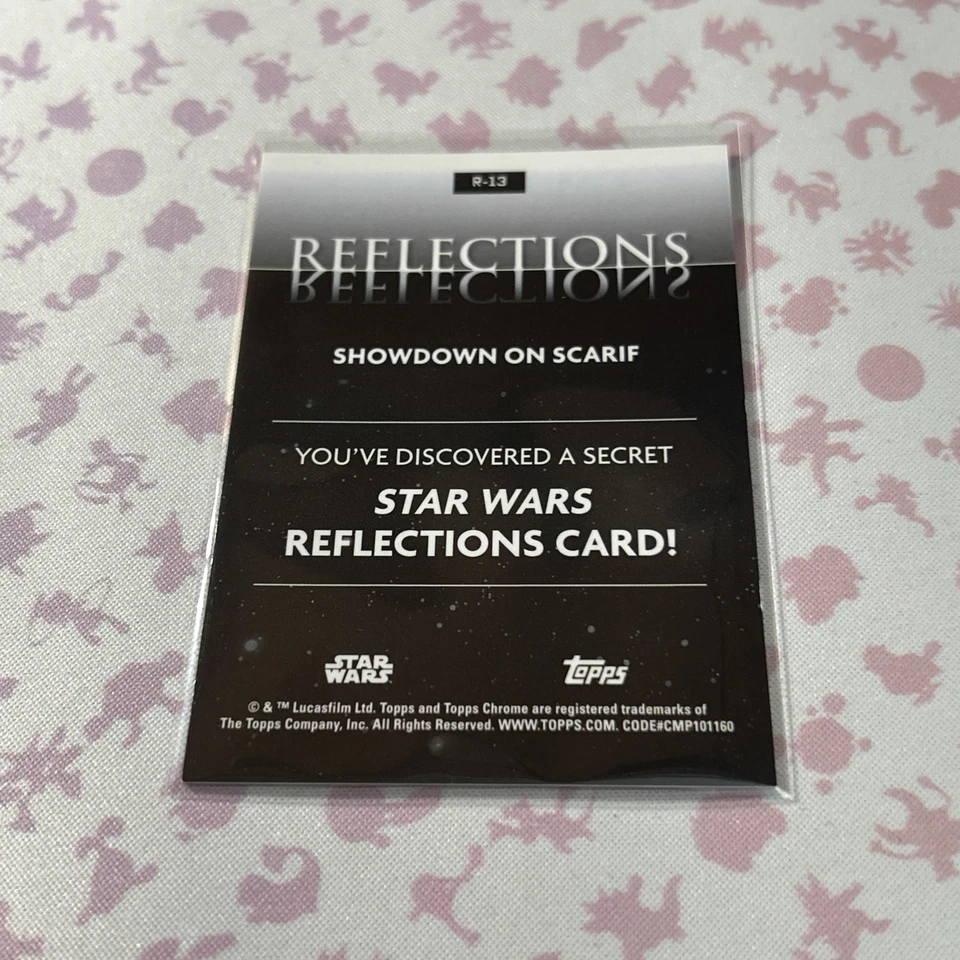 R-13
REFLECTIONS
SHOWDOWN ON SCARIF
YOU'VE DISCOVERED A SECRET
STAR WARS
REFLECTIONS CARD!
STAR
WARS
TOPPS
© & ™ Lucasfilm Ltd. Topps and Topps Chrome are registered trademarks of
The Topps Company, Inc. All Rights Reserved. WWW.TOPPS.COM. CODE#CMP101160